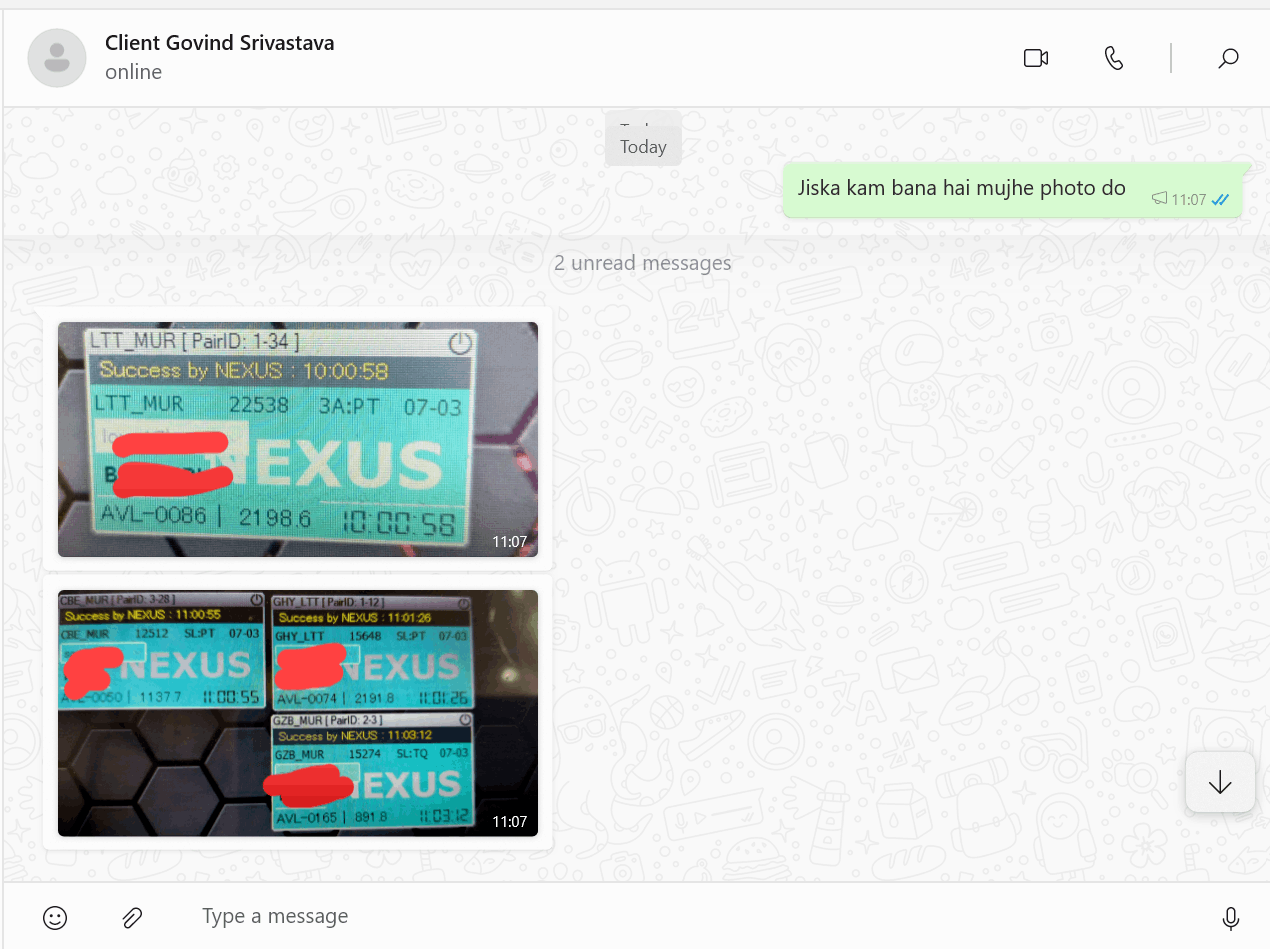 Client Govind Srivastava
online
Today
Jiska kam bana hai mujhe photo do
11:07
2 unread messages
LTT_MUR [ PairID: 1-34 ]
Success by NEXUS : 10:00:58
LTT_MUR 22538 3A:PT 07-03
NEXUS
AVL-0086 | 2198.6 10:00:58
11:07
CBE_MUR [ PairID: 3-28 ]
Success by NEXUS : 11:00:55
CBE_MUR 12512 SL:PT 07-03
NEXUS
AVL-0050 | 1137.7 11:00:55
GHY_LTT [ PairID: 1-12 ]
Success by NEXUS : 11:01:26
GHY_LTT 15648 SL:PT 07-03
NEXUS
AVL-0074 | 2191.8 11:01:26
GZB_MUR [ PairID: 2-3 ]
Success by NEXUS : 11:03:12
GZB_MUR 15274 SL:TQ 07-03
NEXUS
AVL-0165 | 891.8 11:03:12
11:07
Type a message